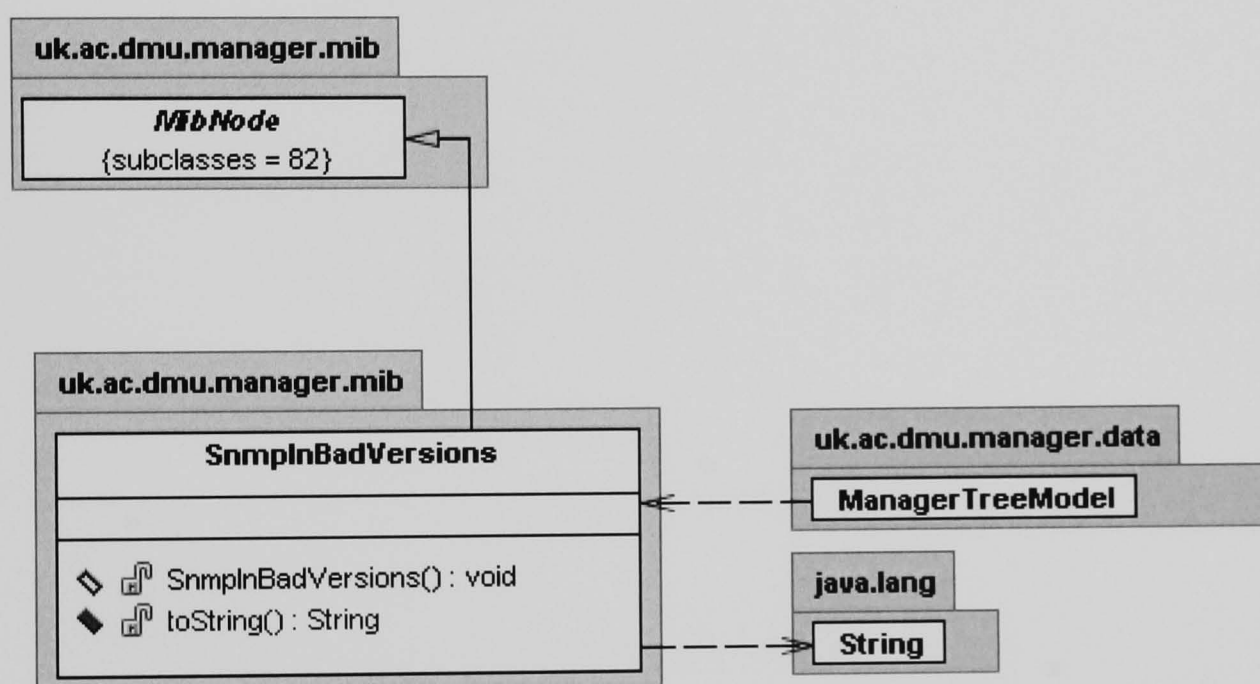 uk.ac.dmu.manager.mib
MibNode
{subclasses = 82}
uk.ac.dmu.manager.mib
SnmpInBadVersions
SnmpInBadVersions() : void
toString() : String
uk.ac.dmu.manager.data
ManagerTreeModel
java.lang
String